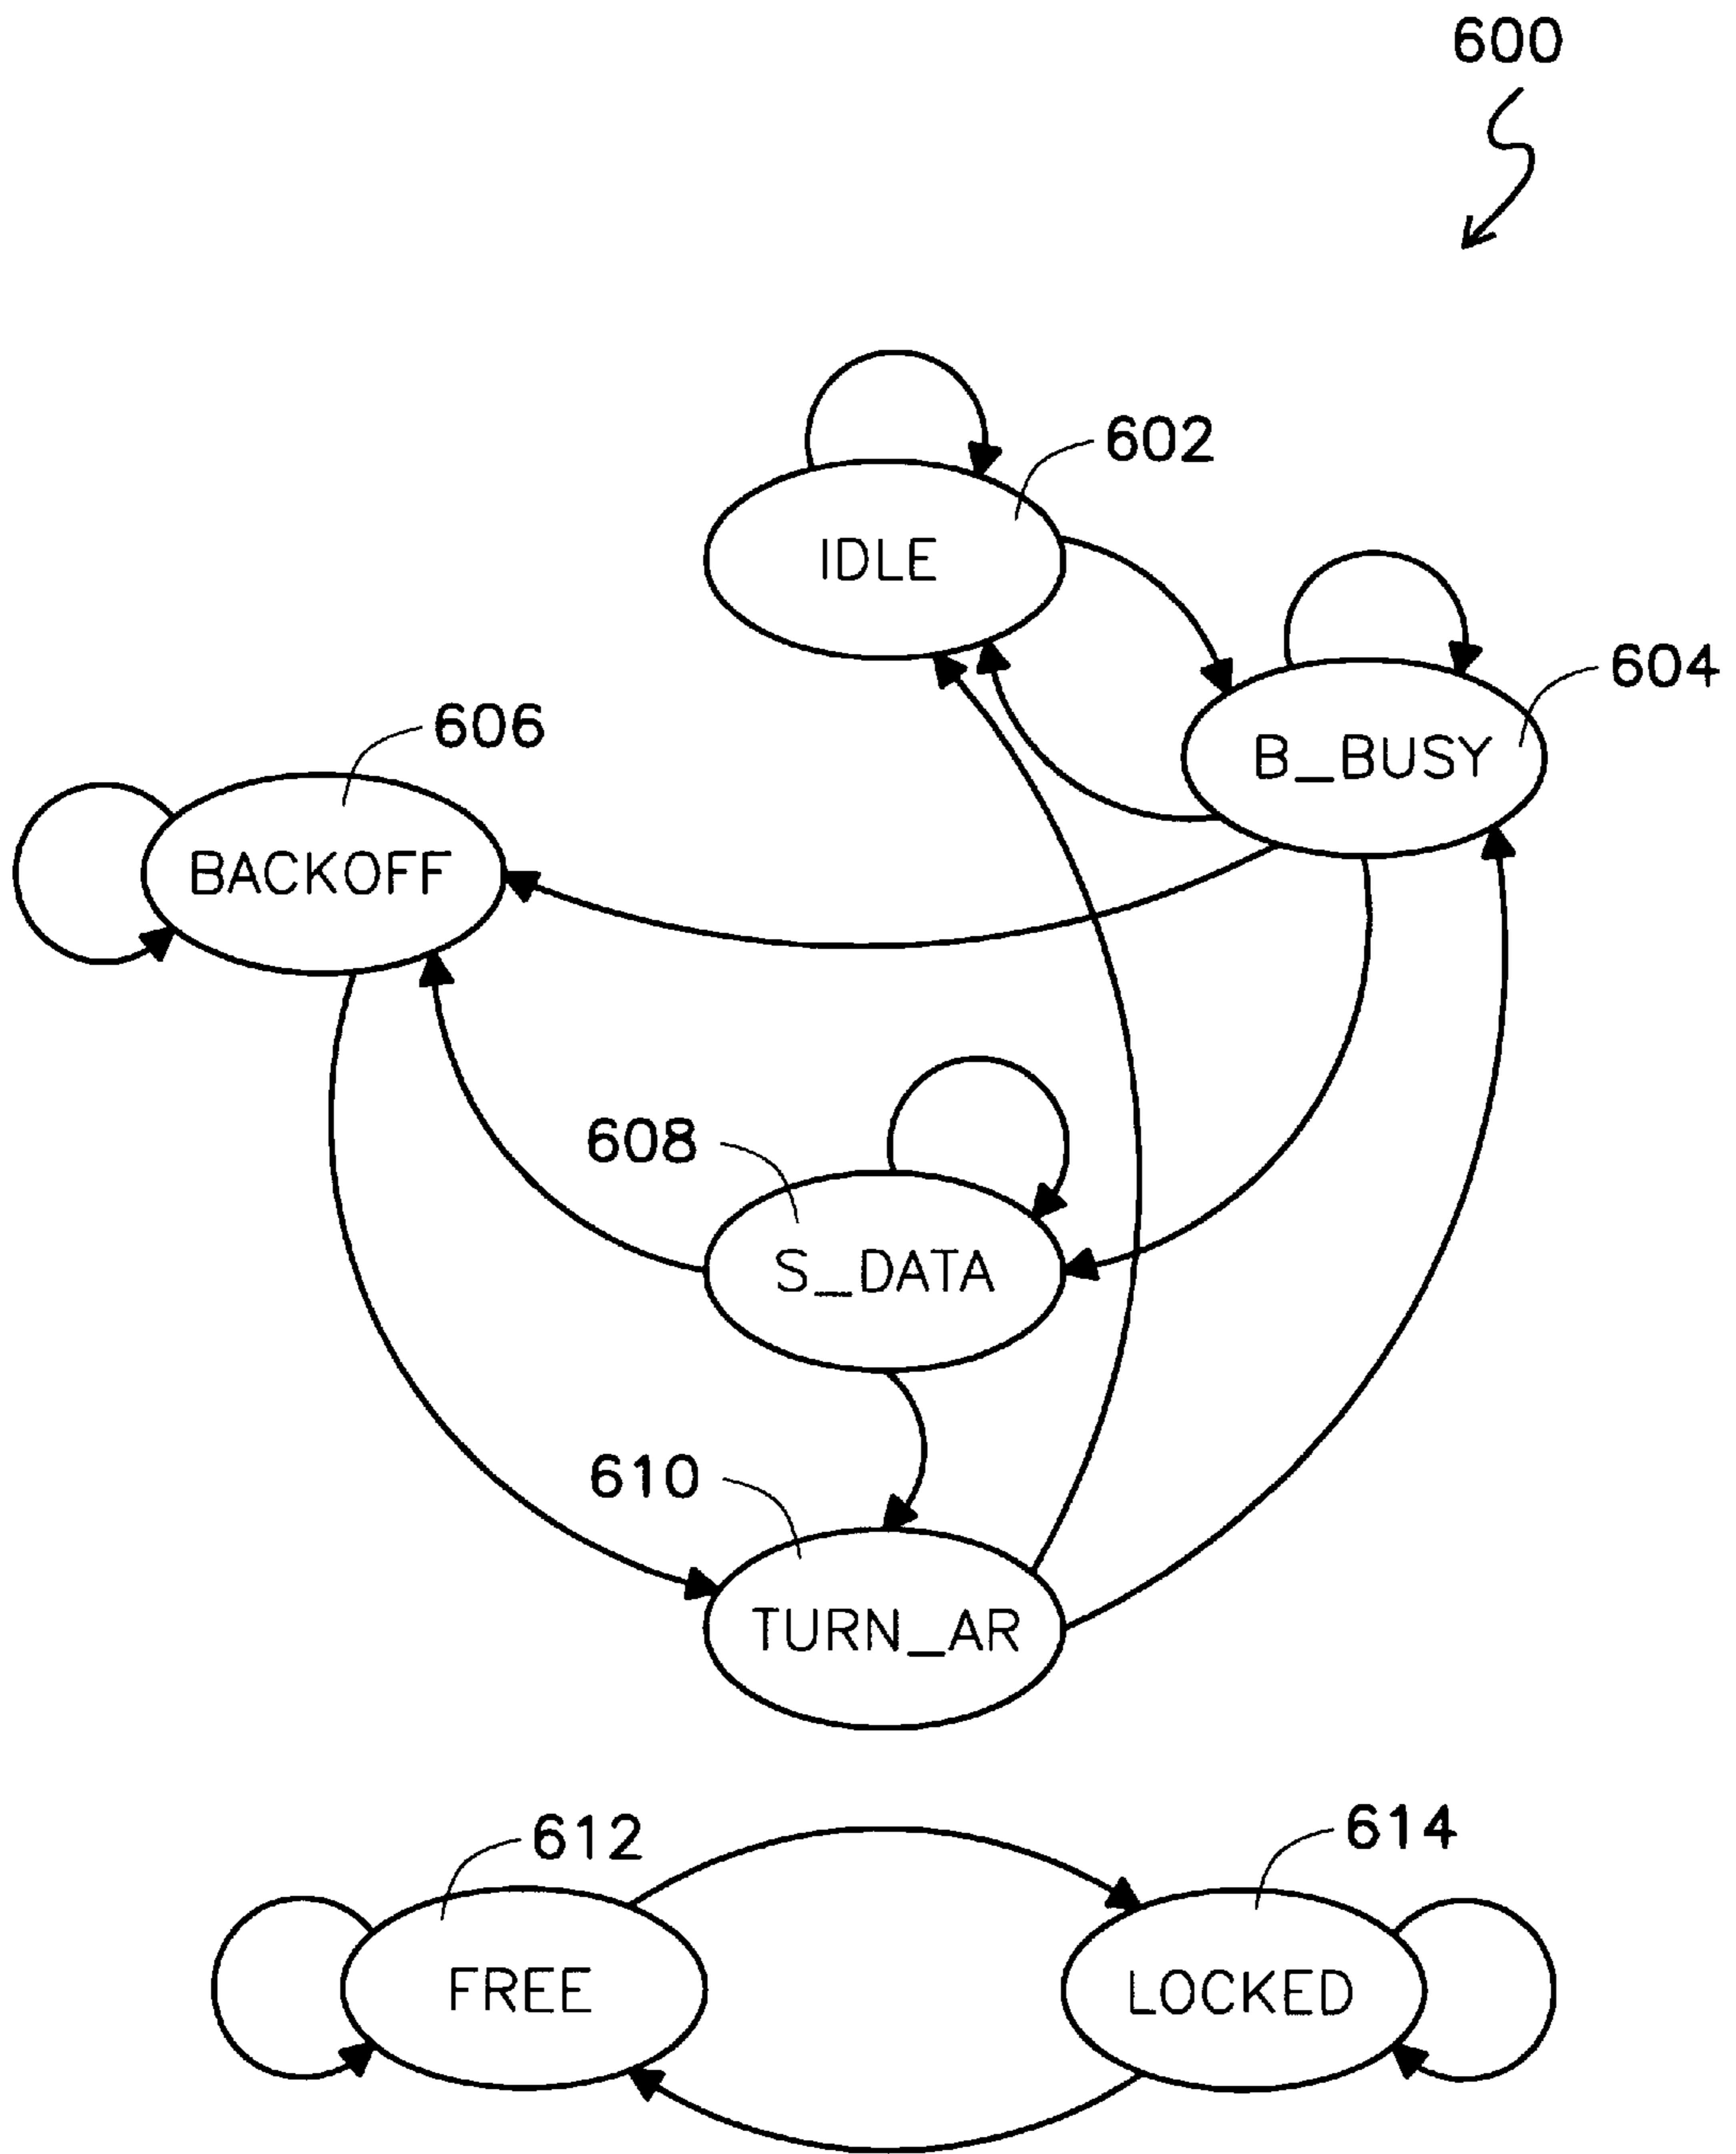 600
602
IDLE
604
B_BUSY
606
BACKOFF
608
S_DATA
610
TURN_AR
612
614
FREE
LOCKED